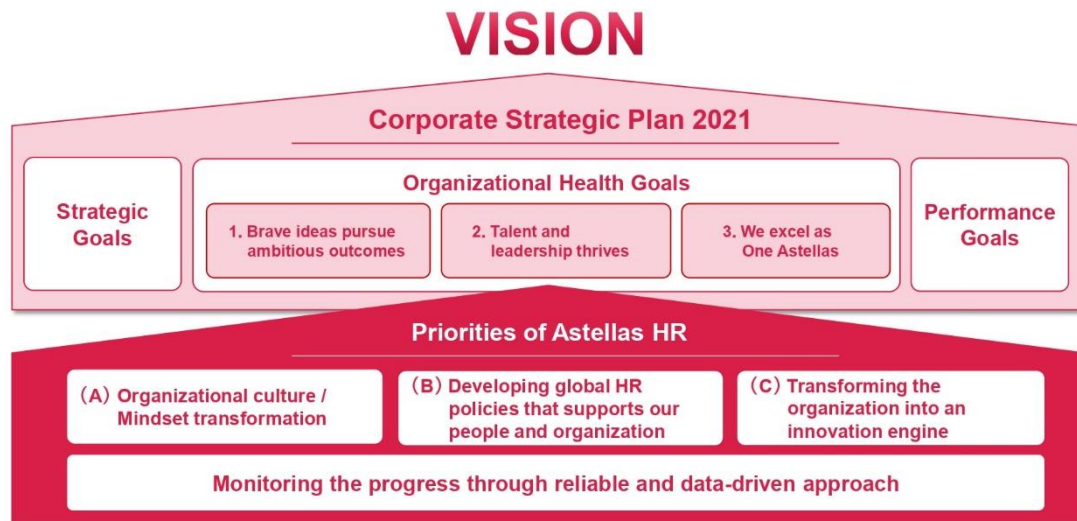 VISION
Corporate Strategic Plan 2021
Strategic
Goals
Organizational Health Goals
1. Brave ideas pursue
ambitious outcomes
2. Talent and
leadership thrives
3. We excel as
One Astellas
Performance
Goals
Priorities of Astellas HR
(A) Organizational culture /
Mindset transformation
(B) Developing global HR
policies that supports our
people and organization
(C) Transforming the
organization into an
innovation engine
Monitoring the progress through reliable and data-driven approach